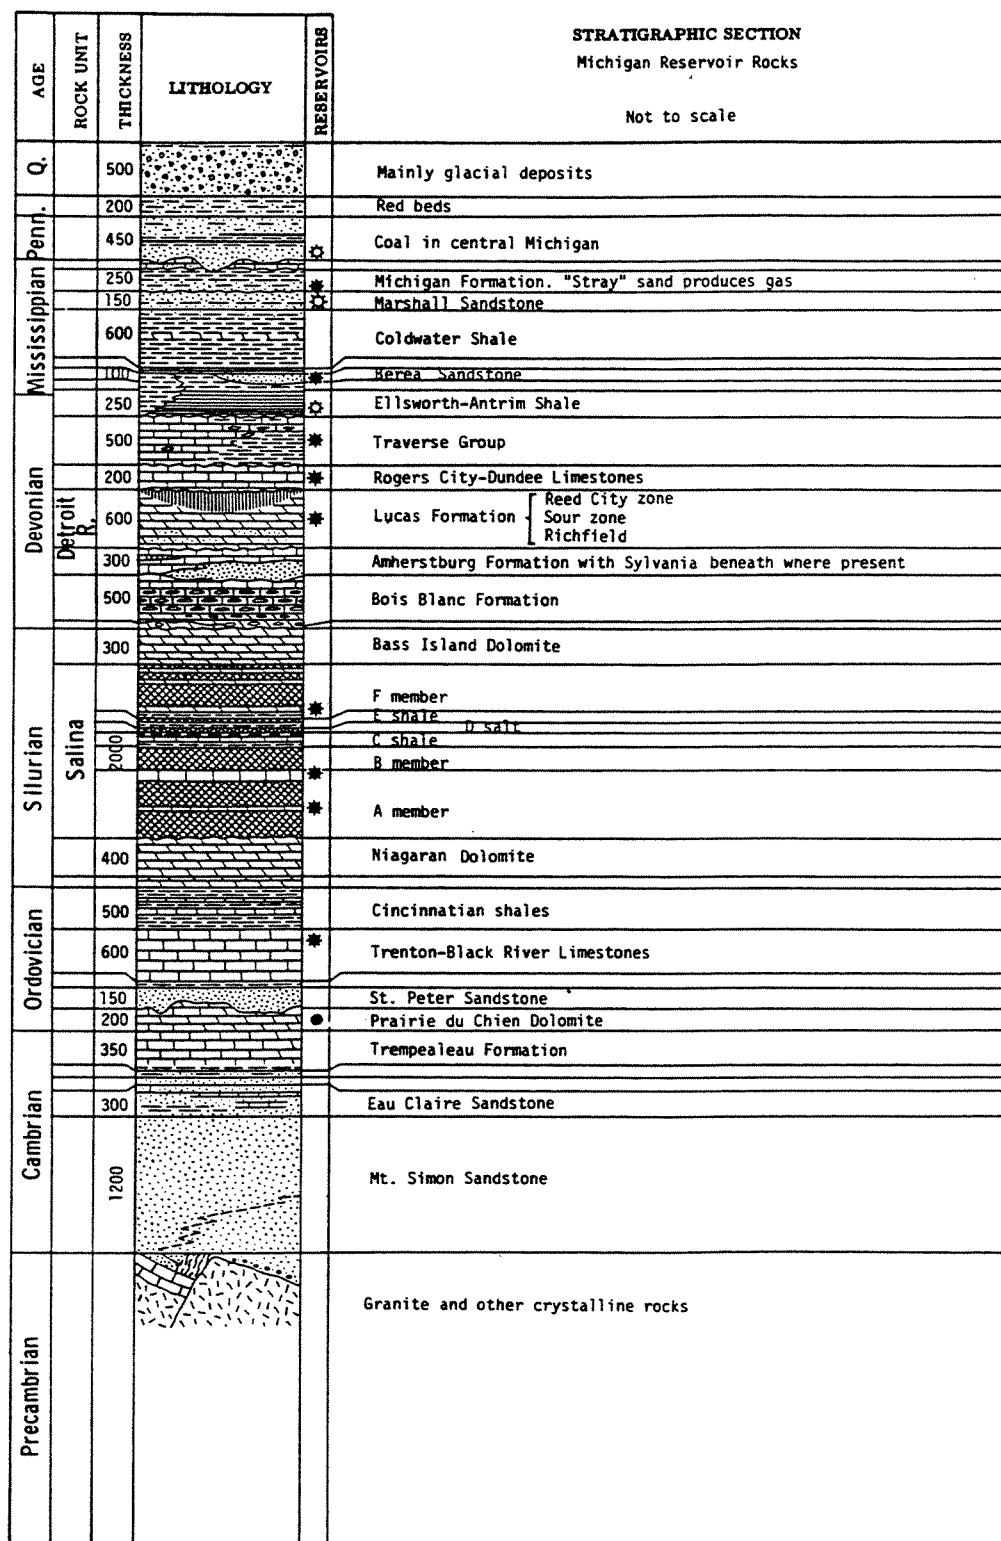 STRATIGRAPHIC SECTION
Michigan Reservoir Rocks
Not to scale
AGE
ROCK UNIT
THICKNESS
LITHOLOGY
RESERVOIRS
Q.
500
Mainly glacial deposits
Penn.
200
Red beds
450
Coal in central Michigan
Mississippian
250
Michigan Formation. "Stray" sand produces gas
150
Marshall Sandstone
600
Coldwater Shale
100
Berea Sandstone
Devonian
250
Ellsworth-Antrim Shale
500
Traverse Group
200
Rogers City-Dundee Limestones
Detroit
R.
600
Lucas Formation
Reed City zone
Sour zone
Richfield
300
Amherstburg Formation with Sylvania beneath wnere present
500
Bois Blanc Formation
Silurian
300
Bass Island Dolomite
Salina
2000
F member
E shale
D salt
C shale
B member
A member
400
Niagaran Dolomite
Ordovician
500
Cincinnatian shales
600
Trenton-Black River Limestones
150
St. Peter Sandstone
200
Prairie du Chien Dolomite
Cambrian
350
Trempealeau Formation
300
Eau Claire Sandstone
1200
Mt. Simon Sandstone
Precambrian
Granite and other crystalline rocks